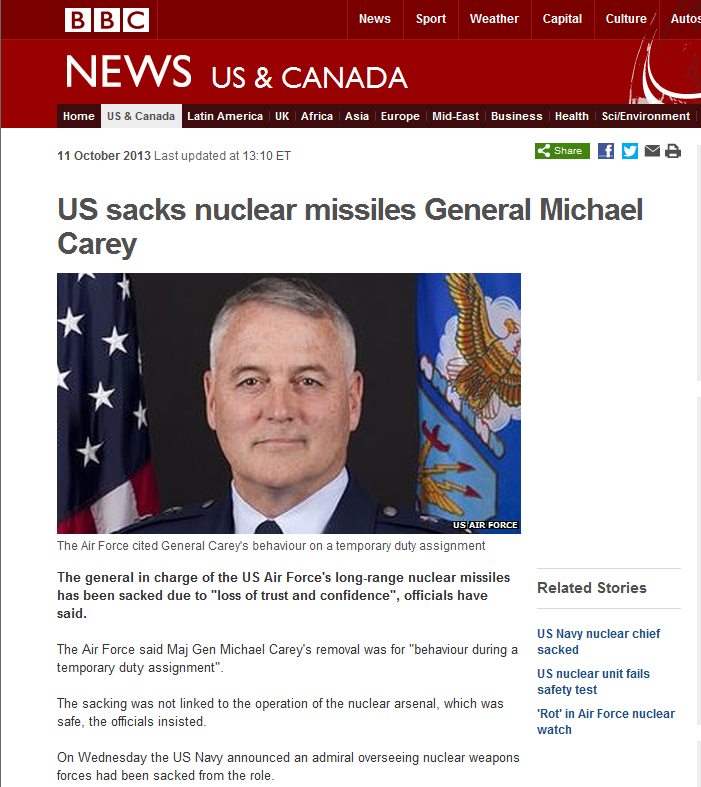 BBC
News Sport Weather Capital Culture Autos
NEWS US & CANADA
Home US & Canada Latin America UK Africa Asia Europe Mid-East Business Health Sci/Environment
11 October 2013 Last updated at 13:10 ET
Share
US sacks nuclear missiles General Michael
Carey
US AIR FORCE
The Air Force cited General Carey's behaviour on a temporary duty assignment
The general in charge of the US Air Force's long-range nuclear missiles
has been sacked due to "loss of trust and confidence", officials have
said.
The Air Force said Maj Gen Michael Carey's removal was for "behaviour during a
temporary duty assignment".
The sacking was not linked to the operation of the nuclear arsenal, which was
safe, the officials insisted.
On Wednesday the US Navy announced an admiral overseeing nuclear weapons
forces had been sacked from the role.
Related Stories
US Navy nuclear chief
sacked
US nuclear unit fails
safety test
'Rot' in Air Force nuclear
watch